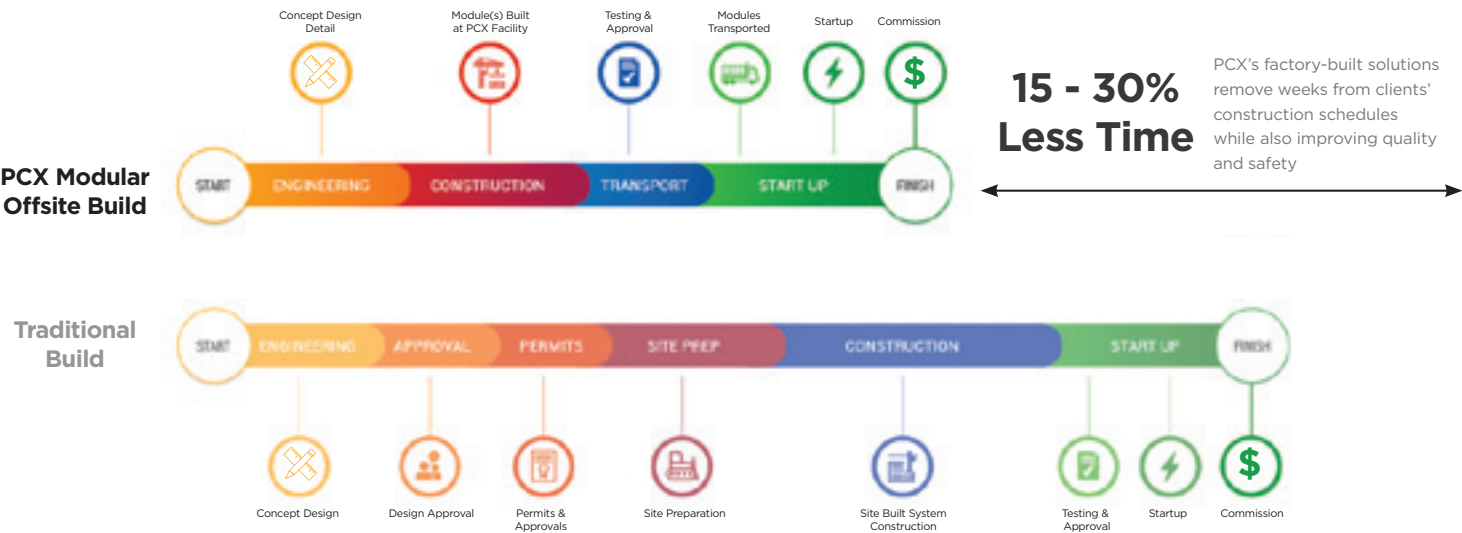 Concept Design
Detail
Module(s) Built
at PCX Facility
Testing &
Approval
Modules
Transported
Startup
Commission
$
15 - 30%
Less Time
PCX's factory-built solutions
remove weeks from clients'
construction schedules
while also improving quality
and safety
PCX Modular
Offsite Build
START
ENGINEERING
CONSTRUCTION
TRANSPORT
START UP
FINISH
Traditional
Build
START
ENGINEERING
APPROVAL
PERMITS
SITE PREP
CONSTRUCTION
START UP
FINISH
$
Concept Design
Design Approval
Permits &
Approvals
Site Preparation
Site Built System
Construction
Testing &
Approval
Startup
Commission